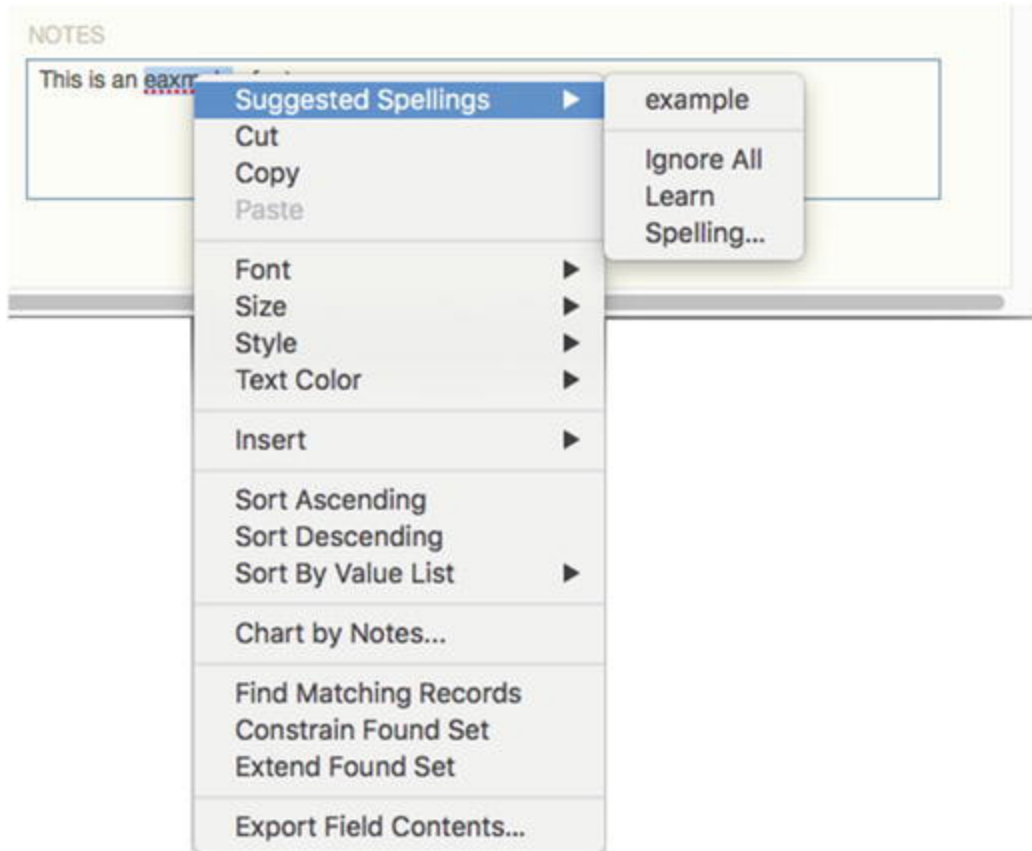 NOTES
This is an
Suggested Spellings
example
Cut
Copy
Paste
Ignore All
Learn
Spelling...
Font
Size
Style
Text Color
Insert
Sort Ascending
Sort Descending
Sort By Value List
Chart by Notes...
Find Matching Records
Constrain Found Set
Extend Found Set
Export Field Contents...